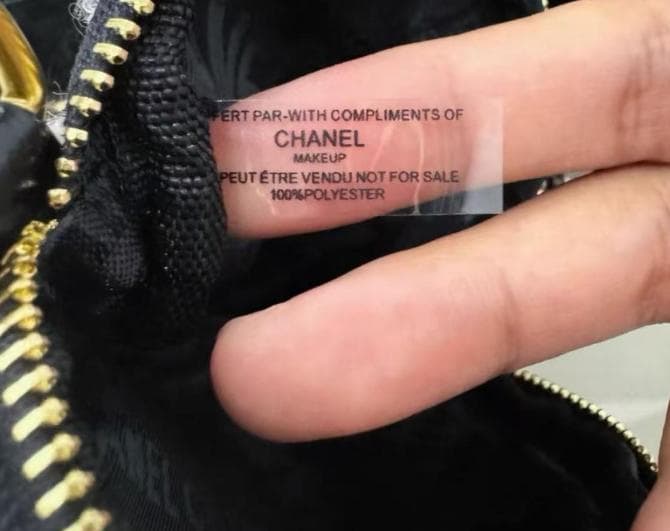 FERT PAR-WITH COMPLIMENTS OF
CHANEL
MAKEUP
PEUT ÊTRE VENDU NOT FOR SALE
100%POLYESTER